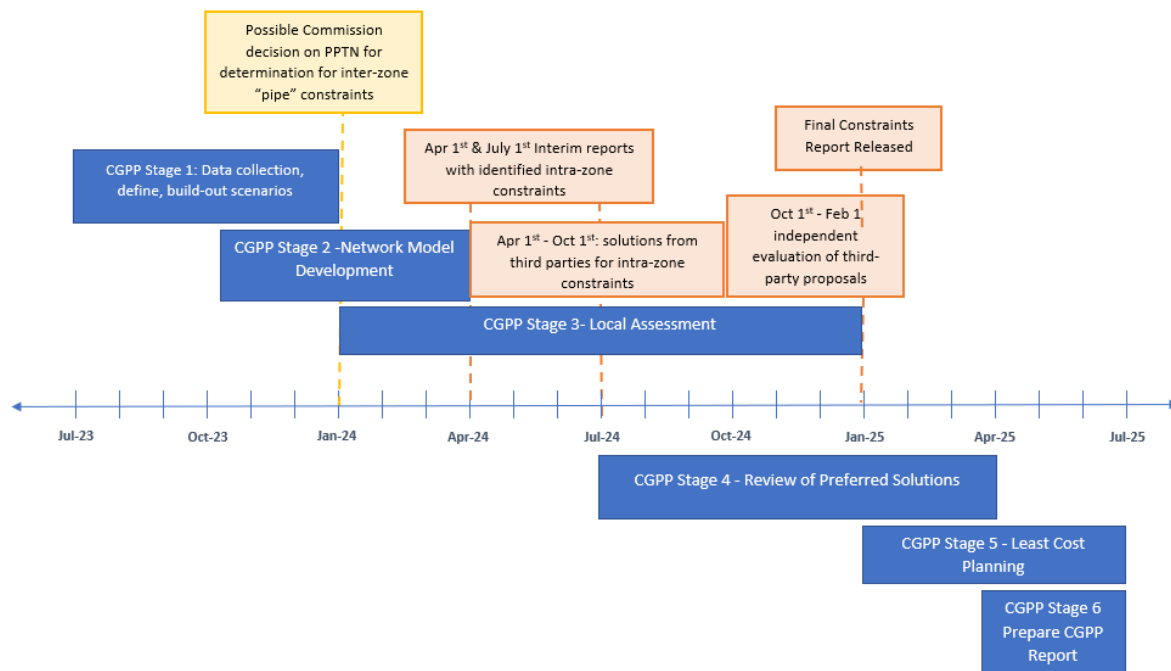 Possible Commission
decision on PPTN for
determination for inter-zone
“pipe” constraints
Final Constraints
Report Released
Apr 1st & July 1st Interim reports
with identified intra-zone
constraints
CGPP Stage 1: Data collection,
define, build-out scenarios
Oct 1st - Feb 1
independent
evaluation of third-
party proposals
CGPP Stage 2 -Network Model
Development
Apr 1st - Oct 1st: solutions from
third parties for intra-zone
constraints
CGPP Stage 3- Local Assessment
Jul-23
Oct-23
Jan-24
Apr-24
Jul-24
Oct-24
Jan-25
Apr-25
Jul-25
CGPP Stage 4 - Review of Preferred Solutions
CGPP Stage 5 - Least Cost
Planning
CGPP Stage 6
Prepare CGPP
Report